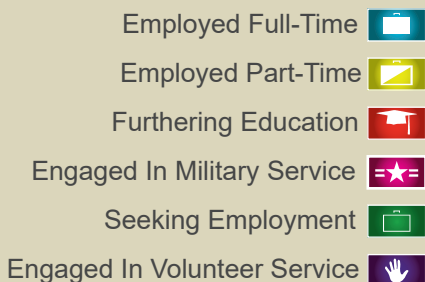 Employed Full-Time
Employed Part-Time
Furthering Education
Engaged In Military Service
Seeking Employment
Engaged In Volunteer Service